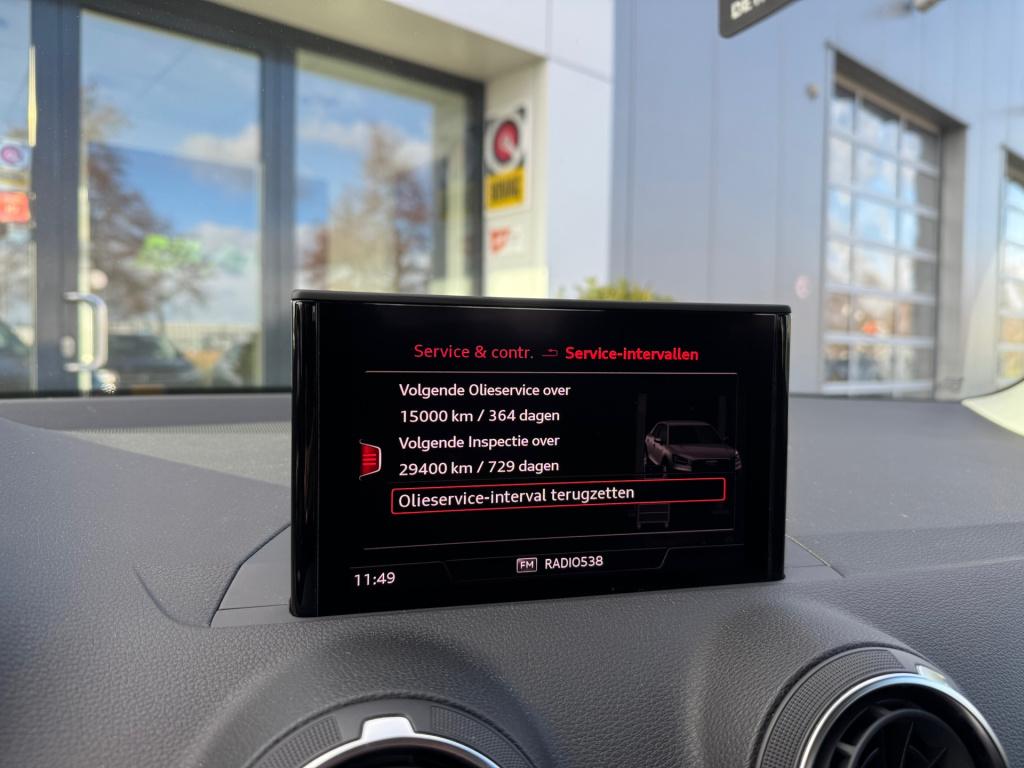 Service & contr. Service-intervallen
Volgende Olieservice over
15000 km / 364 dagen
Volgende Inspectie over
29400 km / 729 dagen
Olieservice-interval terugzetten
FM RADIO538
11:49